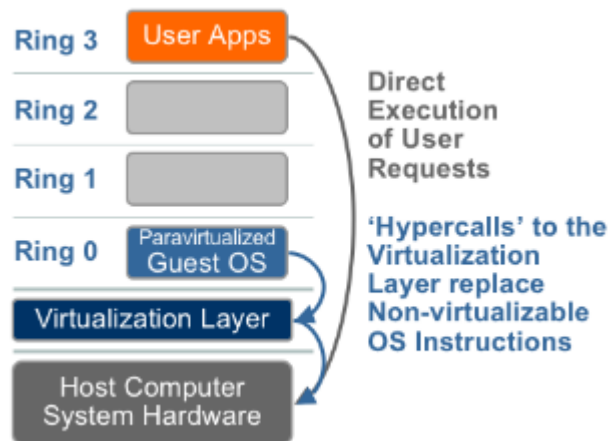 Ring 3
User Apps
Ring 2
Ring 1
Ring 0
Paravirtualized
Guest OS
Virtualization Layer
Host Computer
System Hardware
Direct
Execution
of User
Requests
‘Hypercalls’ to the
Virtualization
Layer replace
Non-virtualizable
OS Instructions